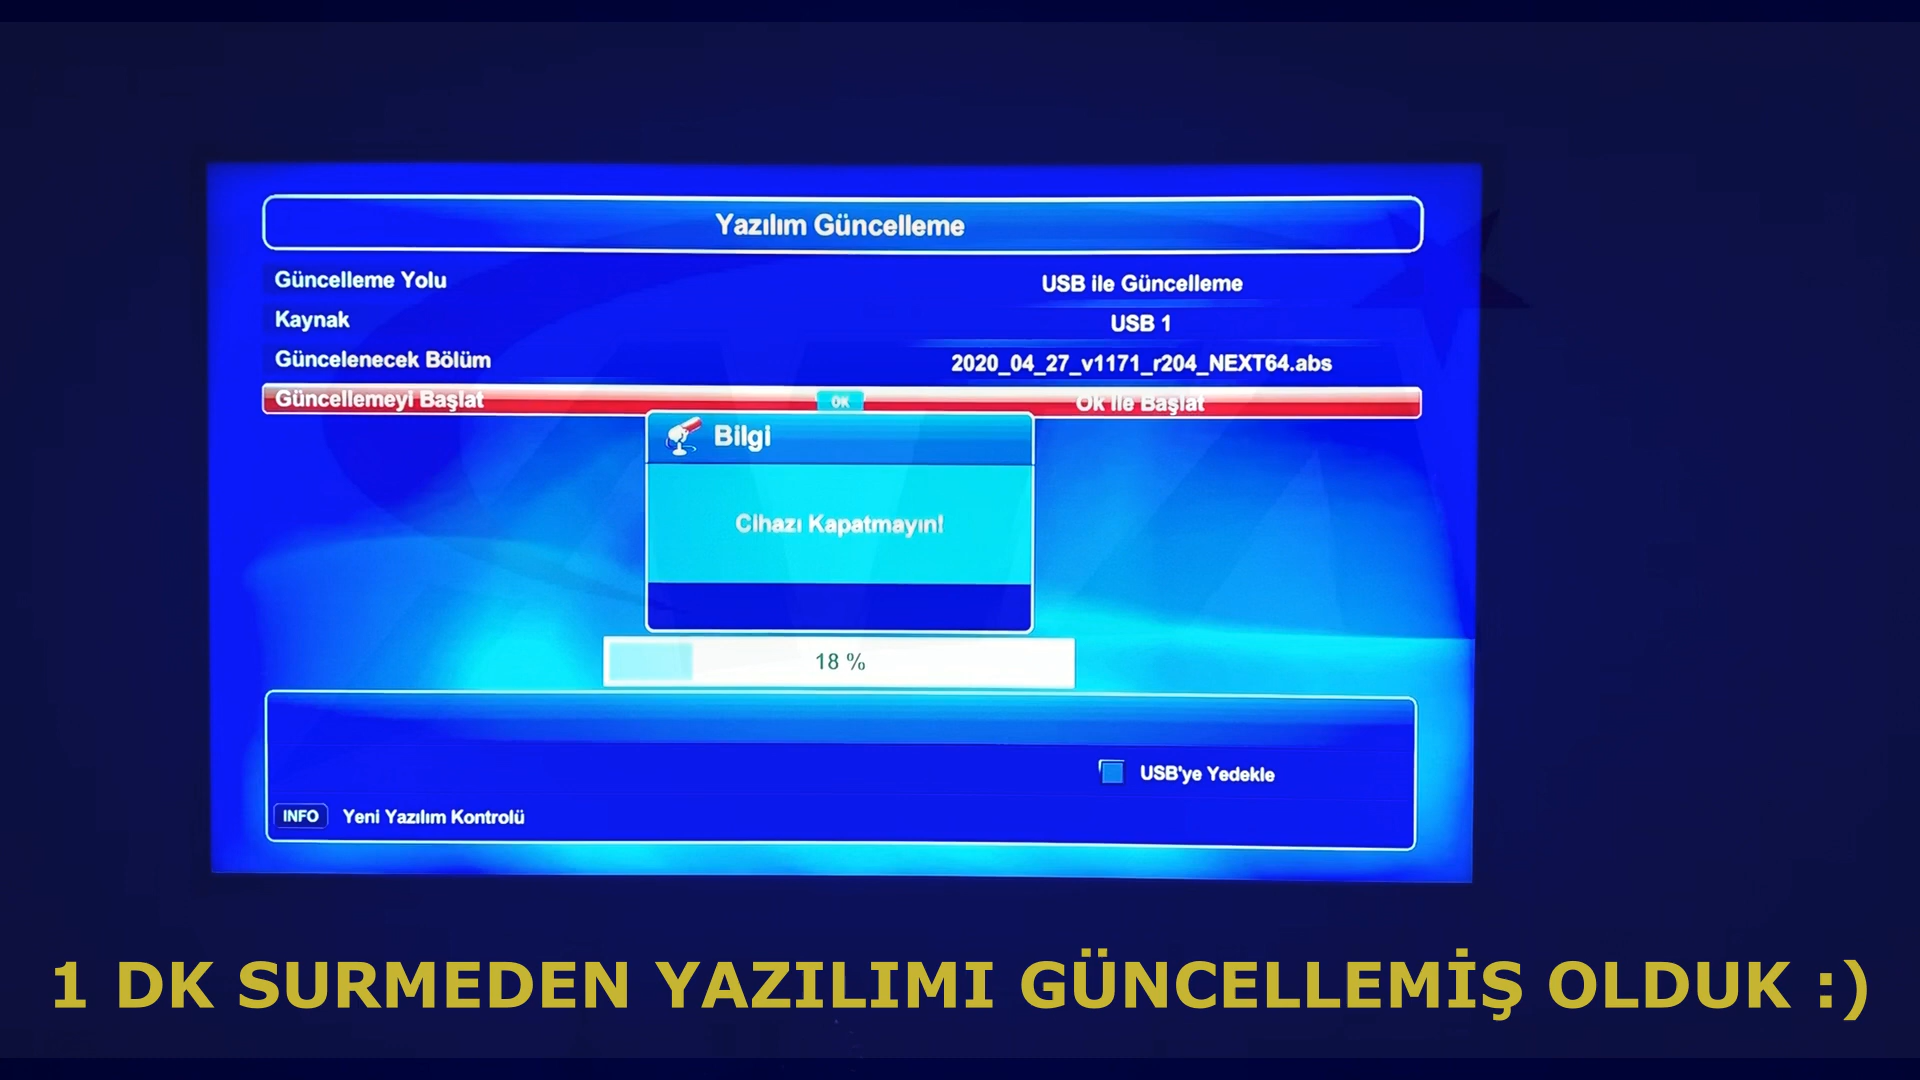 Yazılım Güncelleme
Güncelleme Yolu USB ile Güncelleme
Kaynak USB 1
Güncelenecek Bölüm 2020_04_27_v1171_r204_NEXT64.abs
Güncellemeyi Başlat OK Ok ile Başlat
Bilgi
Cihazı Kapatmayın!
18 %
USB'ye Yedekle
INFO Yeni Yazılım Kontrolü
1 DK SURMEDEN YAZILIMI GÜNCELLEMİŞ OLDUK :)